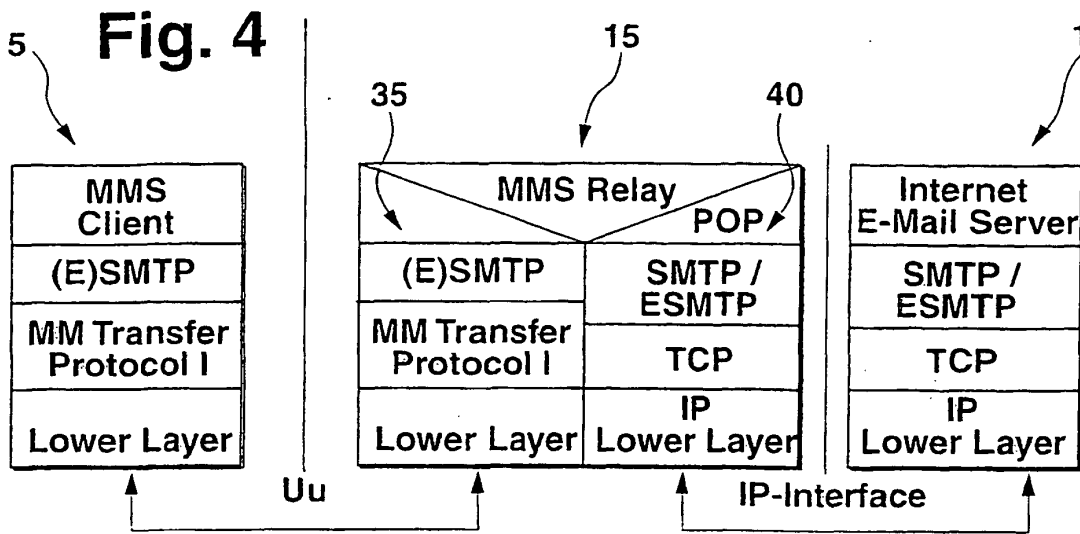 Fig. 4
5
15
35
40
MMS
Client
(E)SMTP
MM Transfer
Protocol I
Lower Layer
MMS Relay
POP
(E)SMTP
MM Transfer
Protocol I
Lower Layer
SMTP /
ESMTP
TCP
IP
Lower Layer
Internet
E-Mail Server
SMTP /
ESMTP
TCP
IP
Lower Layer
Uu
IP-Interface